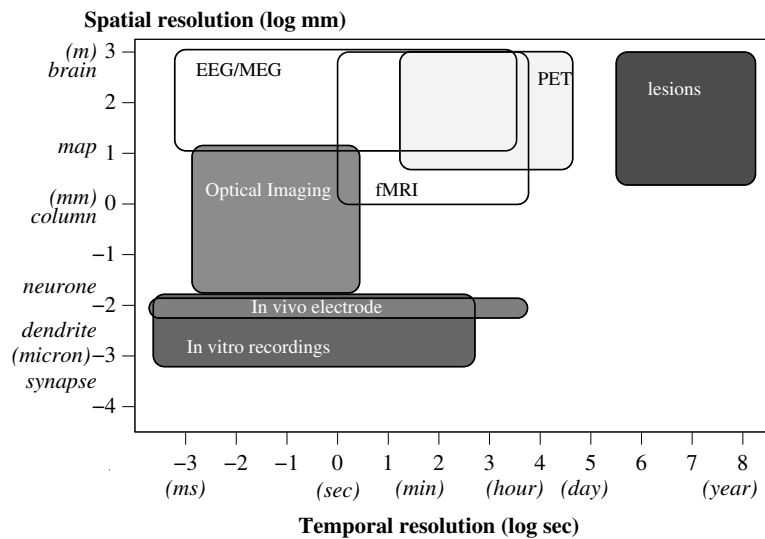 Spatial resolution (log mm)
(m) 3
brain
EEG/MEG
PET
lesions
2
map
1
Optical Imaging
fMRI
(mm) 0
column
−1
neurone
−2
In vivo electrode
dendrite
(micron) −3
In vitro recordings
synapse
−4
−3 −2 −1 0 1 2 3 4 5 6 7 8
(ms) (sec) (min) (hour) (day) (year)
Temporal resolution (log sec)